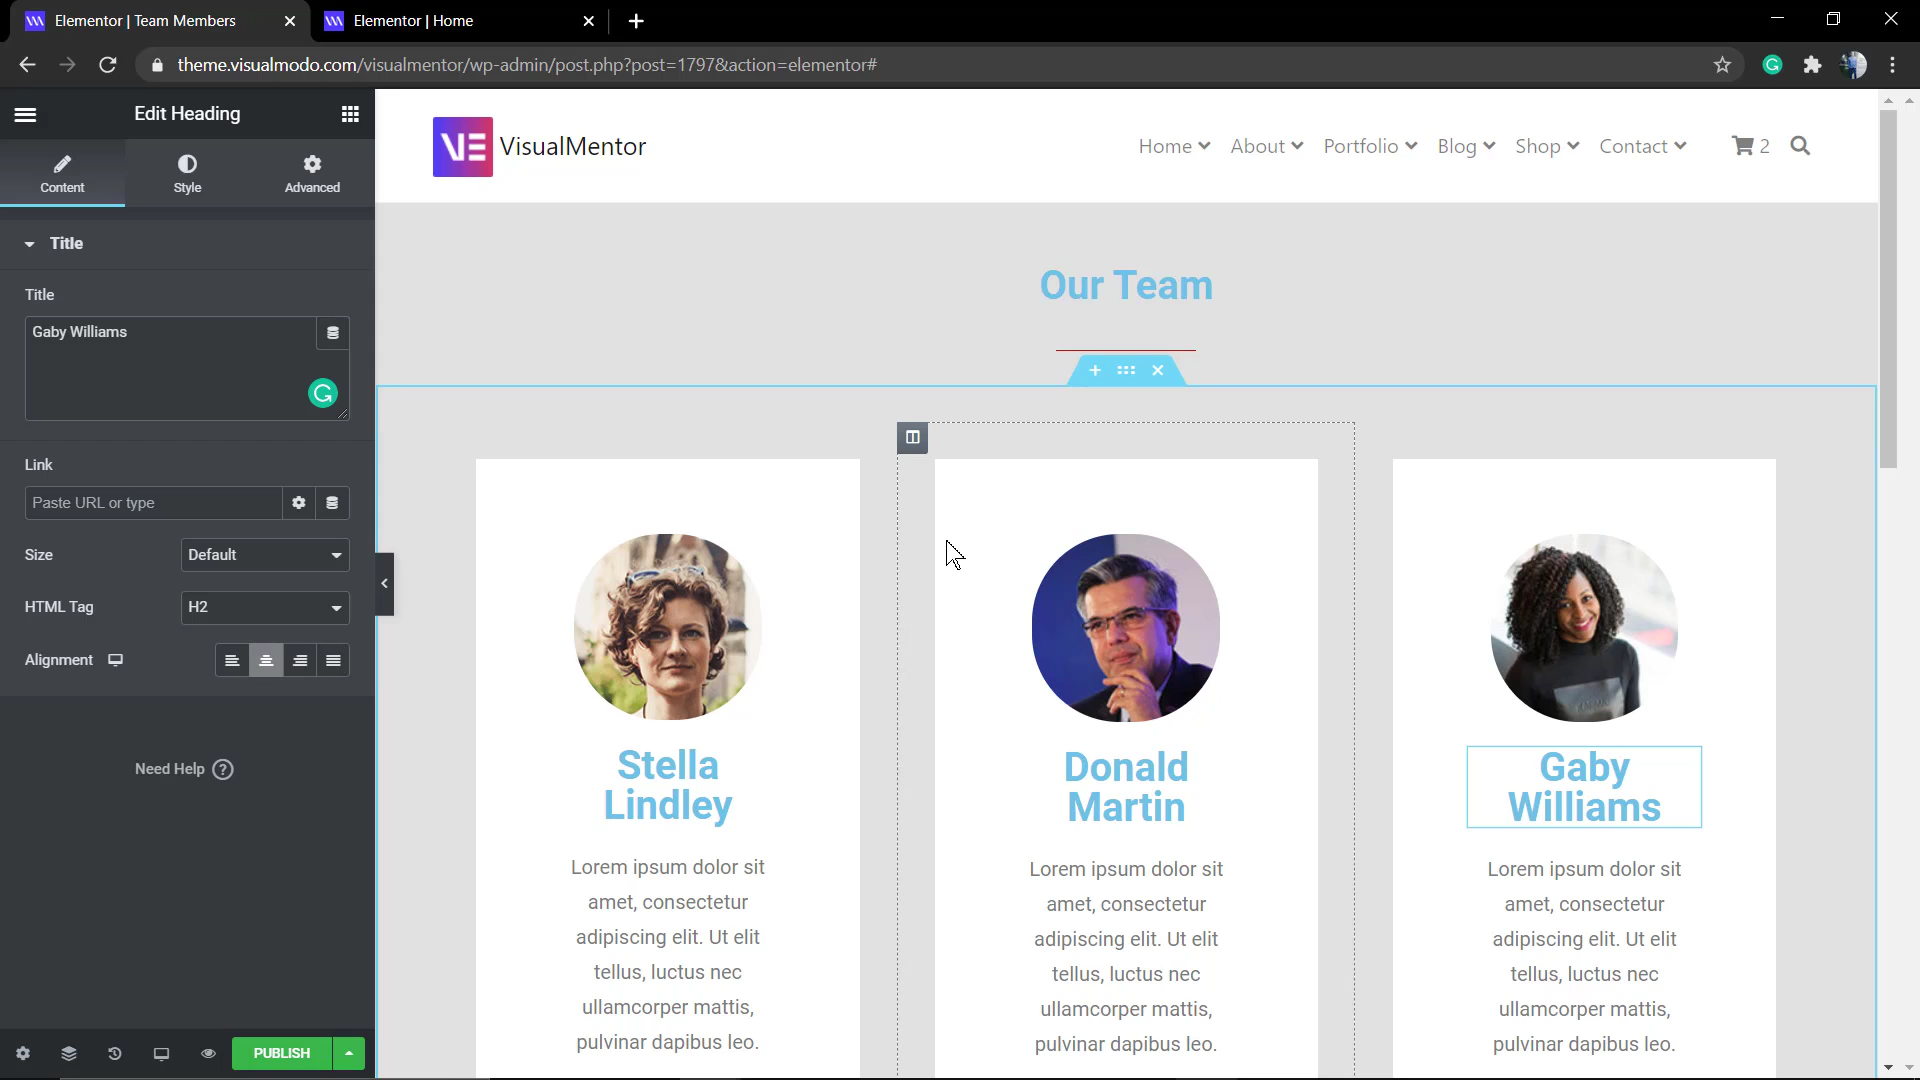 Elementor | Team Members
Elementor | Home
theme.visualmodo.com/visualmentor/wp-admin/post.php?post=1797&action=elementor#
Edit Heading
Content
Style
Advanced
Title
Title
Gaby Williams
Link
Paste URL or type
Size
Default
HTML Tag
H2
Alignment
Need Help
PUBLISH
VE
VisualMentor
Home
About
Portfolio
Blog
Shop
Contact
2
Our Team
Stella
Lindley
Lorem ipsum dolor sit
amet, consectetur
adipiscing elit. Ut elit
tellus, luctus nec
ullamcorper mattis,
pulvinar dapibus leo.
Donald
Martin
Lorem ipsum dolor sit
amet, consectetur
adipiscing elit. Ut elit
tellus, luctus nec
ullamcorper mattis,
pulvinar dapibus leo.
Gaby
Williams
Lorem ipsum dolor sit
amet, consectetur
adipiscing elit. Ut elit
tellus, luctus nec
ullamcorper mattis,
pulvinar dapibus leo.